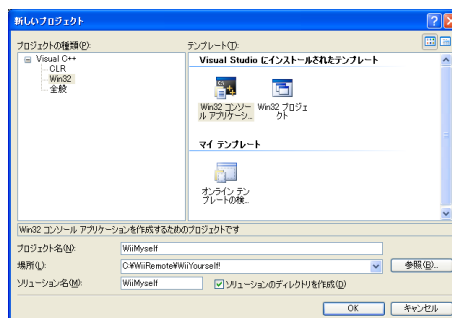 新しいプロジェクト
プロジェクトの種類(P):
テンプレート(T):
Visual C++
CLR
Win32
全般
Visual Studio にインストールされたテンプレート
Win32 コンソー
ル アプリケーシ...
Win32 プロジェ
クト
マイ テンプレート
オンライン テン
プレートの検...
Win32 コンソール アプリケーションを作成するためのプロジェクトです
プロジェクト名(N):
WiiMyself
場所(L):
C:¥WiiRemote¥WiiYourself!
参照(B)...
ソリューション名(M):
WiiMyself
ソリューションのディレクトリを作成(D)
OK
キャンセル